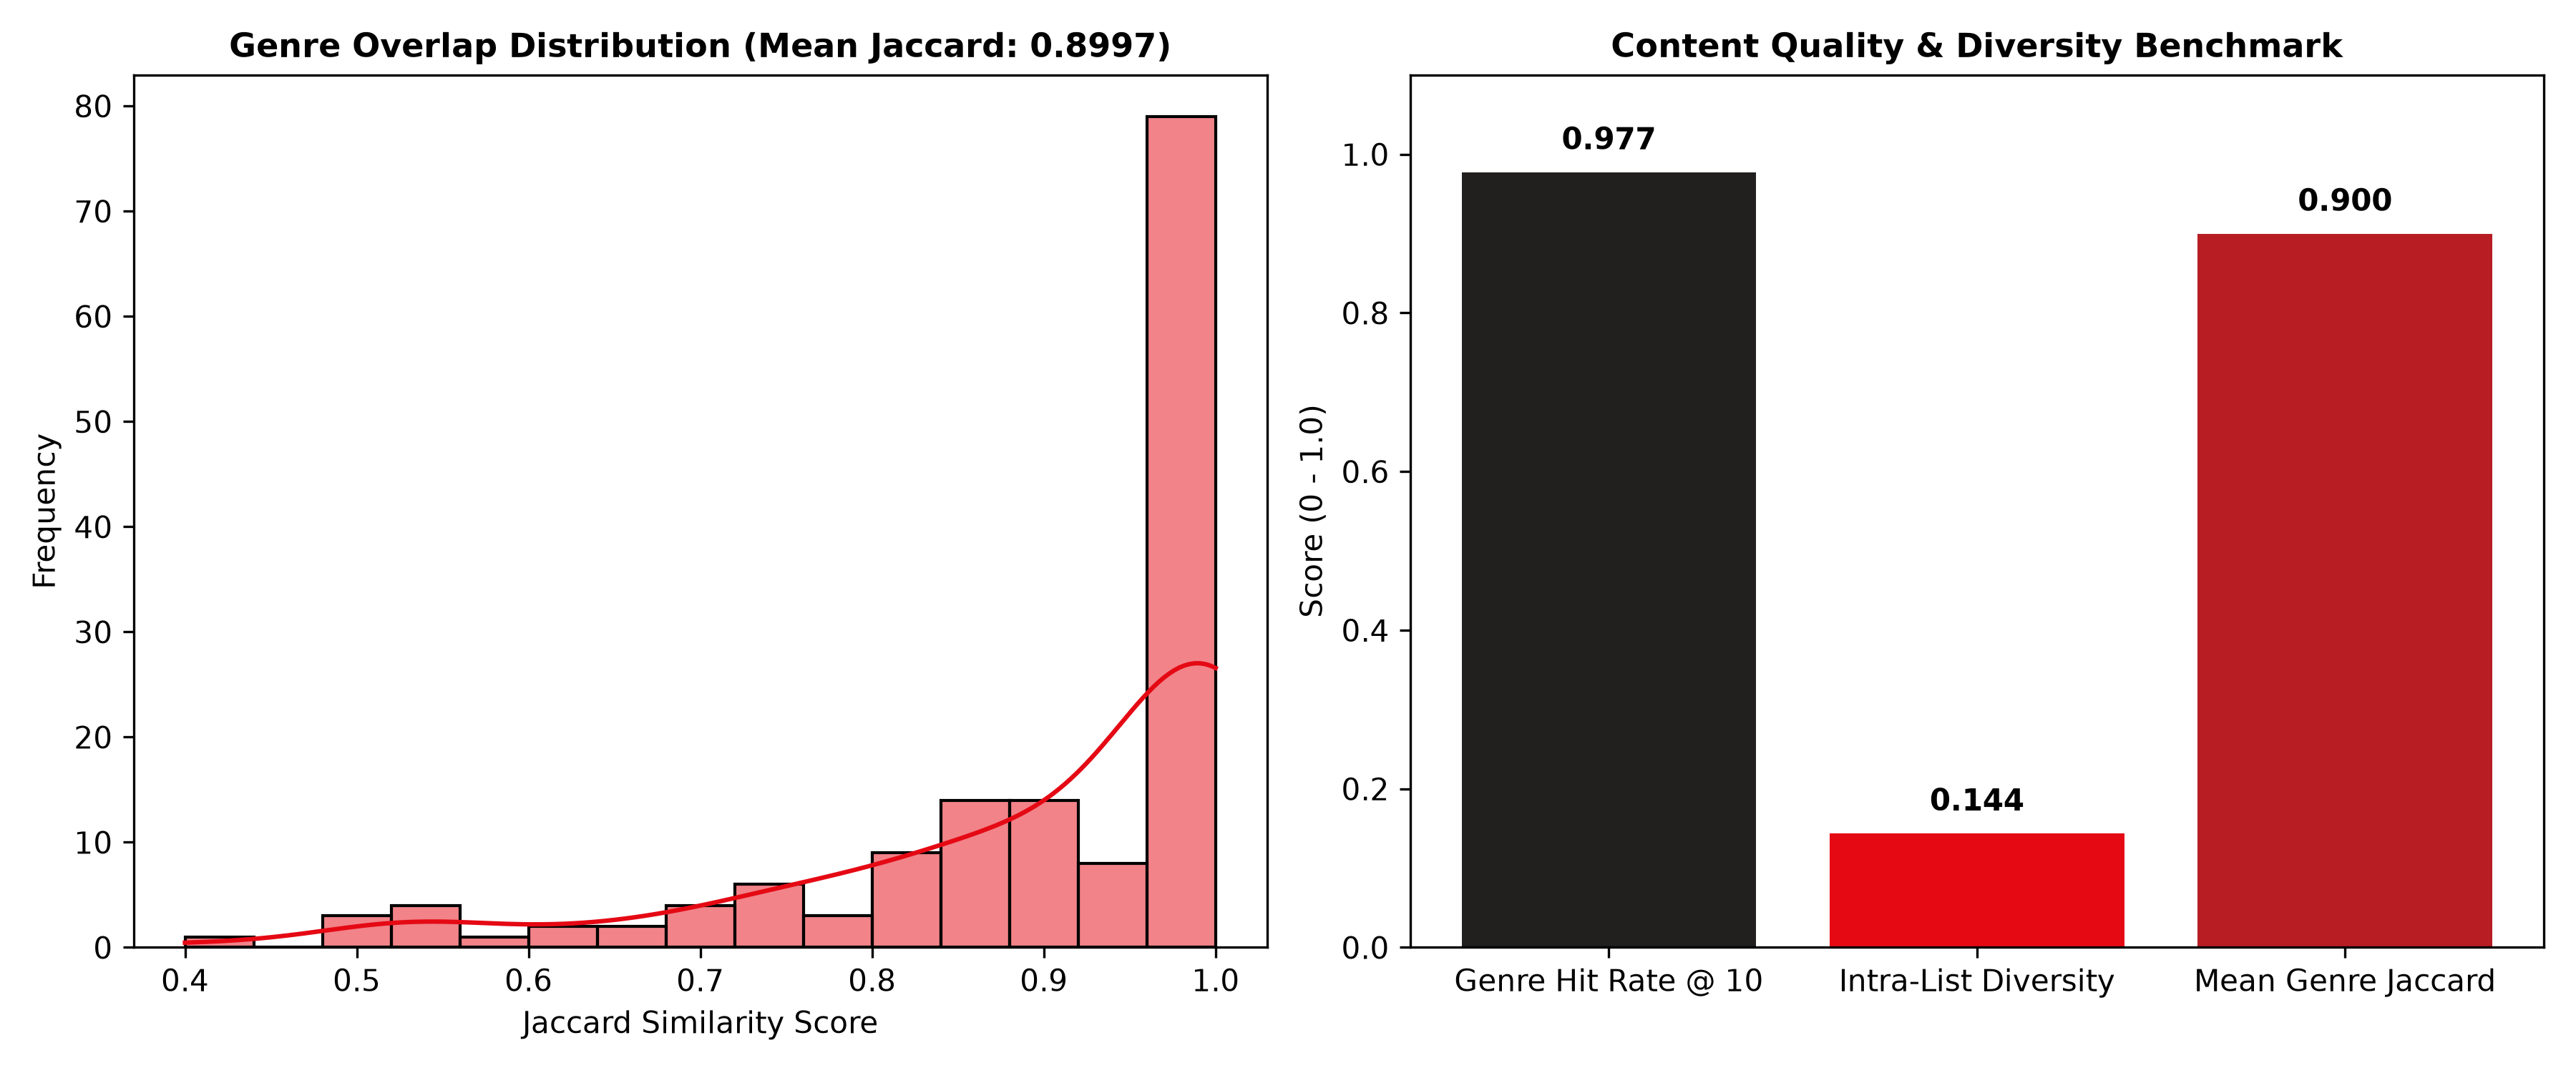 Genre Overlap Distribution (Mean Jaccard: 0.8997)
80
70
60
50
40
30
20
10
0
Frequency
0.4 0.5 0.6 0.7 0.8 0.9 1.0
Jaccard Similarity Score
Content Quality & Diversity Benchmark
1.0
0.8
0.6
0.4
0.2
0.0
Score (0 - 1.0)
0.977
0.144
0.900
Genre Hit Rate @ 10 Intra-List Diversity Mean Genre Jaccard